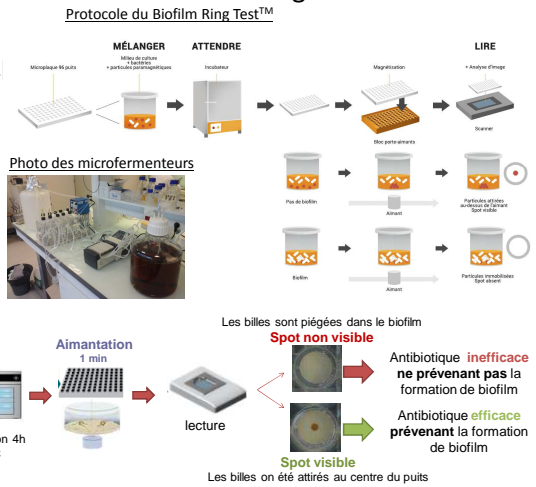 Protocole du Biofilm Ring Test™
MÉLANGER
Milieu de culture
+ bactéries
+ particules paramagnétiques
ATTENDRE
Incubateur
LIRE
+ Analyse d'image
Microplaque 96 puits
Magnétisation
Bloc porte-aimants
Scanner
Photo des microfermenteurs
Pas de biofilm
Aimant
Particules attirées
au-dessus de l'aimant
Spot visible
Biofilm
Aimant
Particules immobilisées
Spot absent
Les billes sont piégées dans le biofilm
Spot non visible
Aimantation
1 min
lecture
Antibiotique inefficace
ne prévenant pas la
formation de biofilm
Antibiotique efficace
prévenant la formation
de biofilm
on 4h
Spot visible
Les billes on été attirés au centre du puits